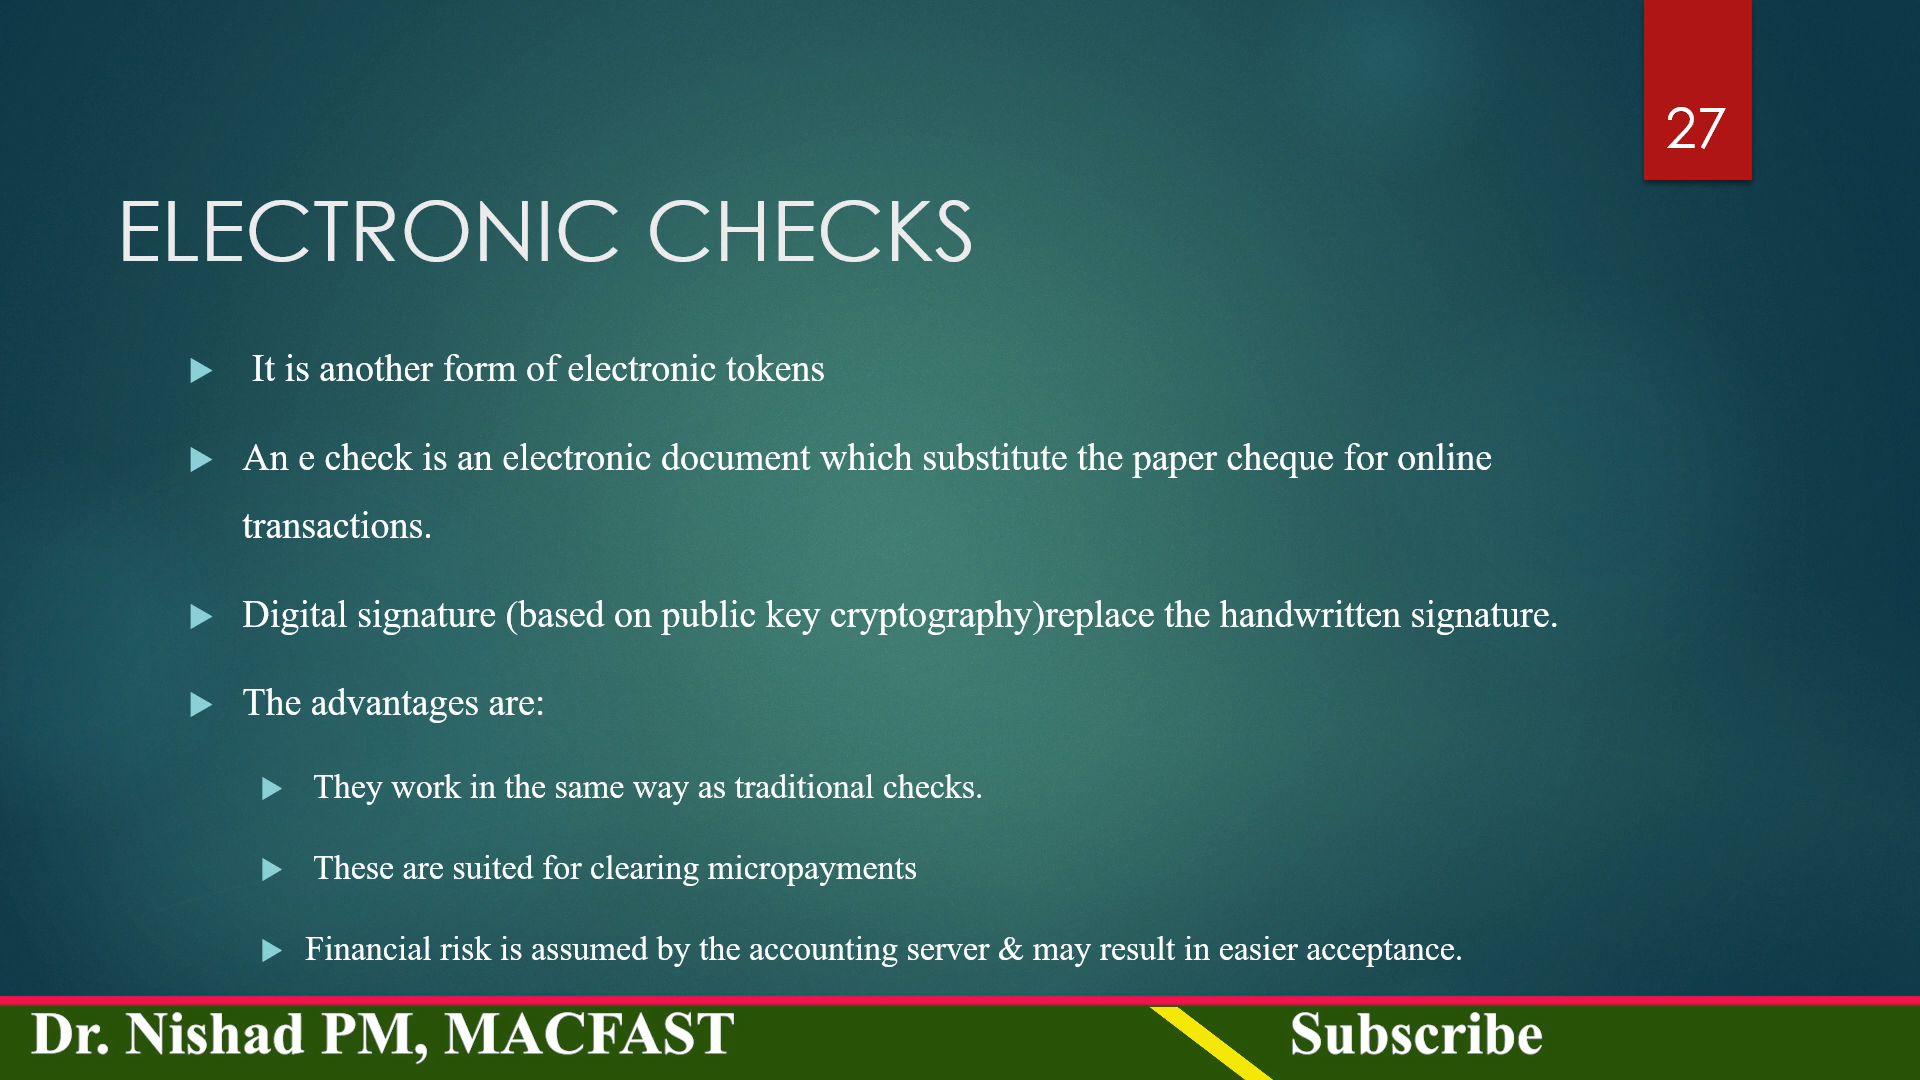 27
ELECTRONIC CHECKS
It is another form of electronic tokens
An e check is an electronic document which substitute the paper cheque for online
transactions.
Digital signature (based on public key cryptography)replace the handwritten signature.
The advantages are:
They work in the same way as traditional checks.
These are suited for clearing micropayments
Financial risk is assumed by the accounting server & may result in easier acceptance.
Dr. Nishad PM, MACFAST
Subscribe